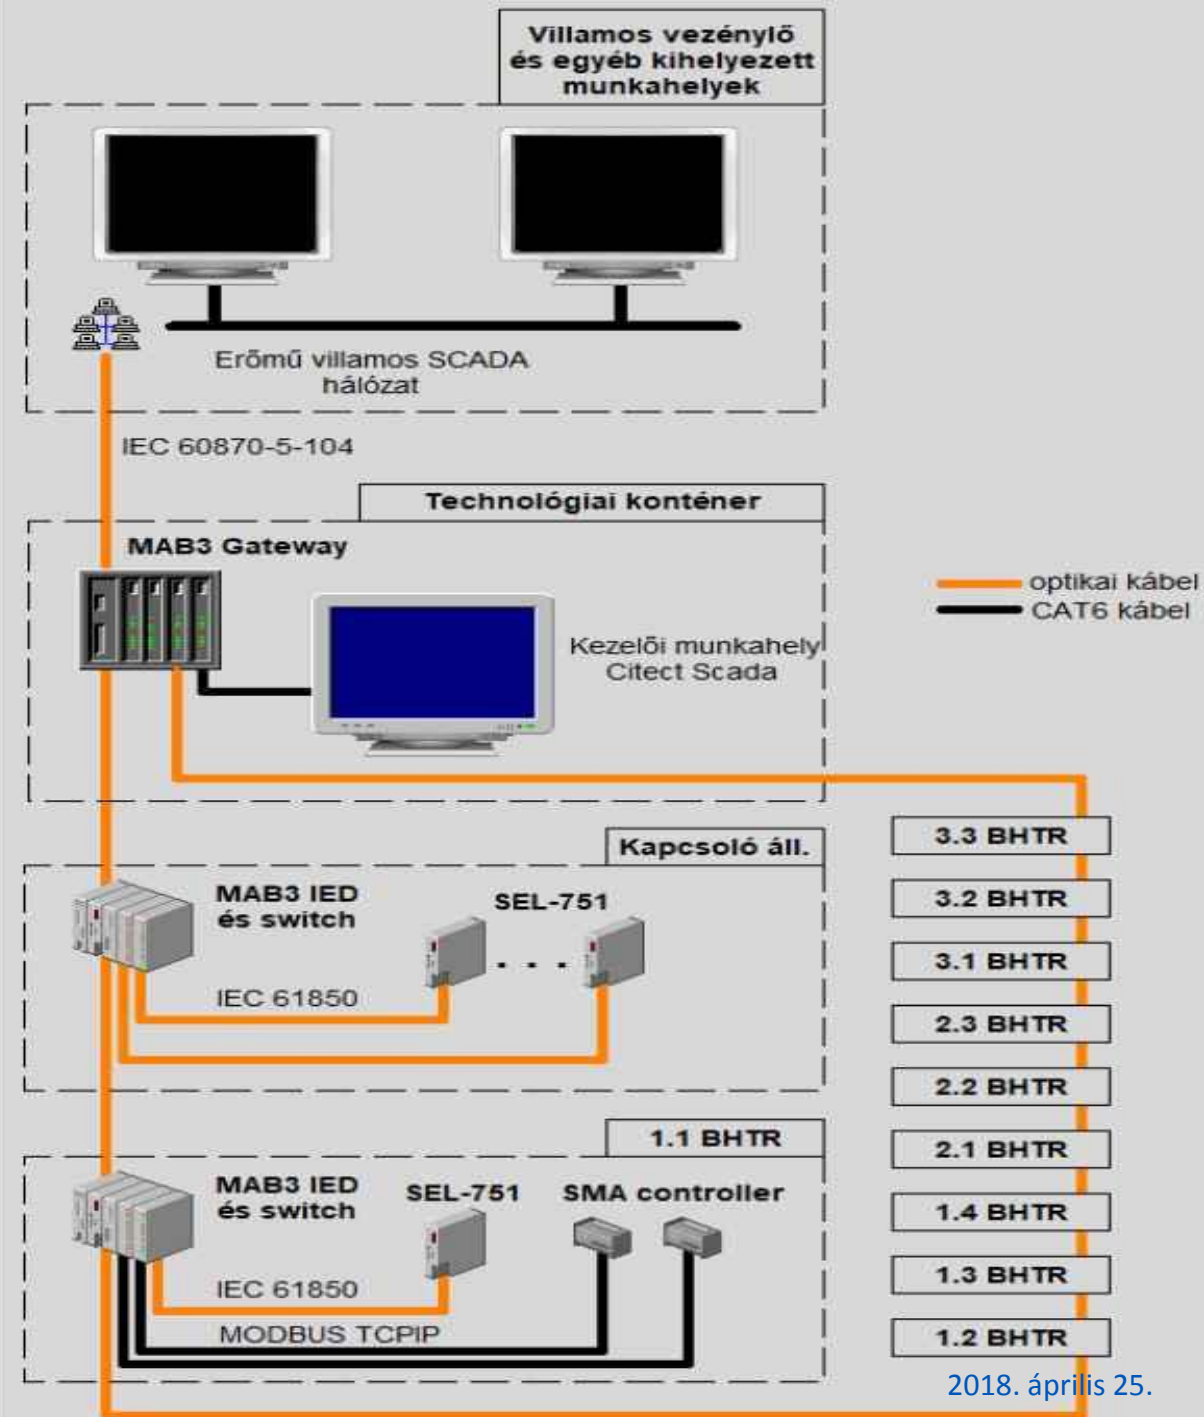 Villamos vezénylő
és egyéb kihelyezett
munkahelyek
Erőmű villamos SCADA
hálózat
IEC 60870-5-104
Technológiai konténer
MAB3 Gateway
Kezelői munkahely
Citect Scada
optikai kábel
CAT6 kábel
Kapcsoló áll.
MAB3 IED
és switch
SEL-751
. . .
IEC 61850
1.1 BHTR
MAB3 IED
és switch
SEL-751
SMA controller
IEC 61850
MODBUS TCPIP
3.3 BHTR
3.2 BHTR
3.1 BHTR
2.3 BHTR
2.2 BHTR
2.1 BHTR
1.4 BHTR
1.3 BHTR
1.2 BHTR
2018. április 25.